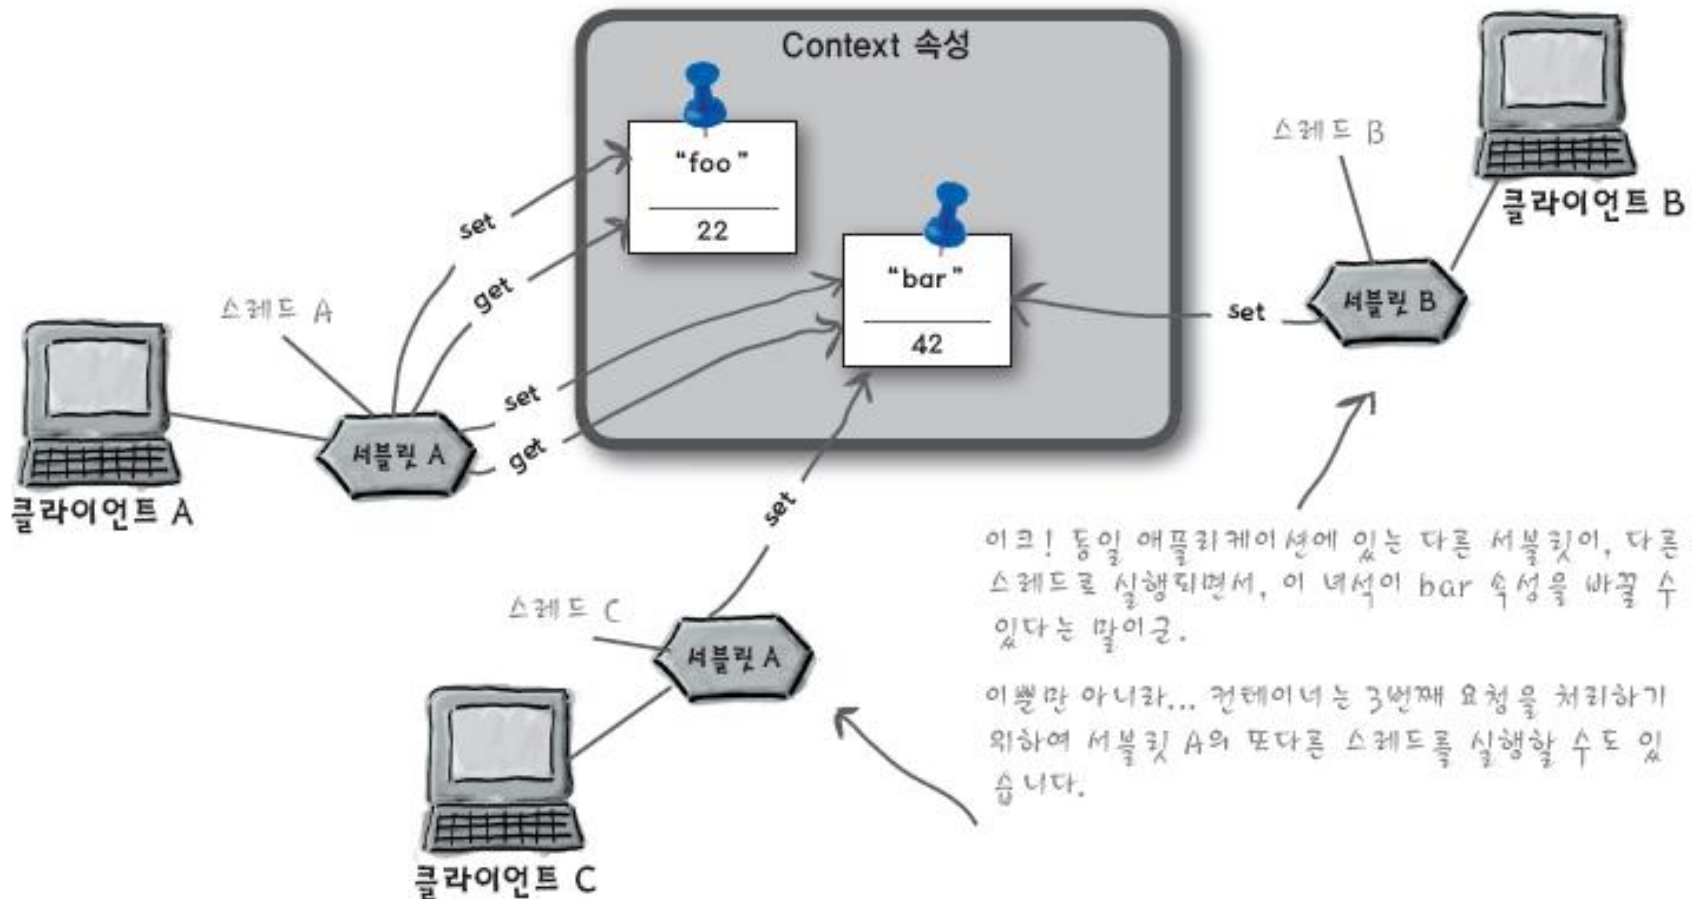 Context 속성
"foo"
22
"bar"
42
set
get
set
get
set
set
스레드 A
서블릿 A
클라이언트 A
스레드 B
서블릿 B
클라이언트 B
스레드 C
서블릿 A
클라이언트 C
이크! 동일 애플리케이션에 있는 다른 서블릿이, 다른
스레드로 실행되면서, 이 녀석이 bar 속성을 바꿀 수
있다는 말이군.
이뿐만 아니라... 컨테이너는 3번째 요청을 처리하기
위하여 서블릿 A의 또다른 스레드를 실행할 수도 있
습니다.